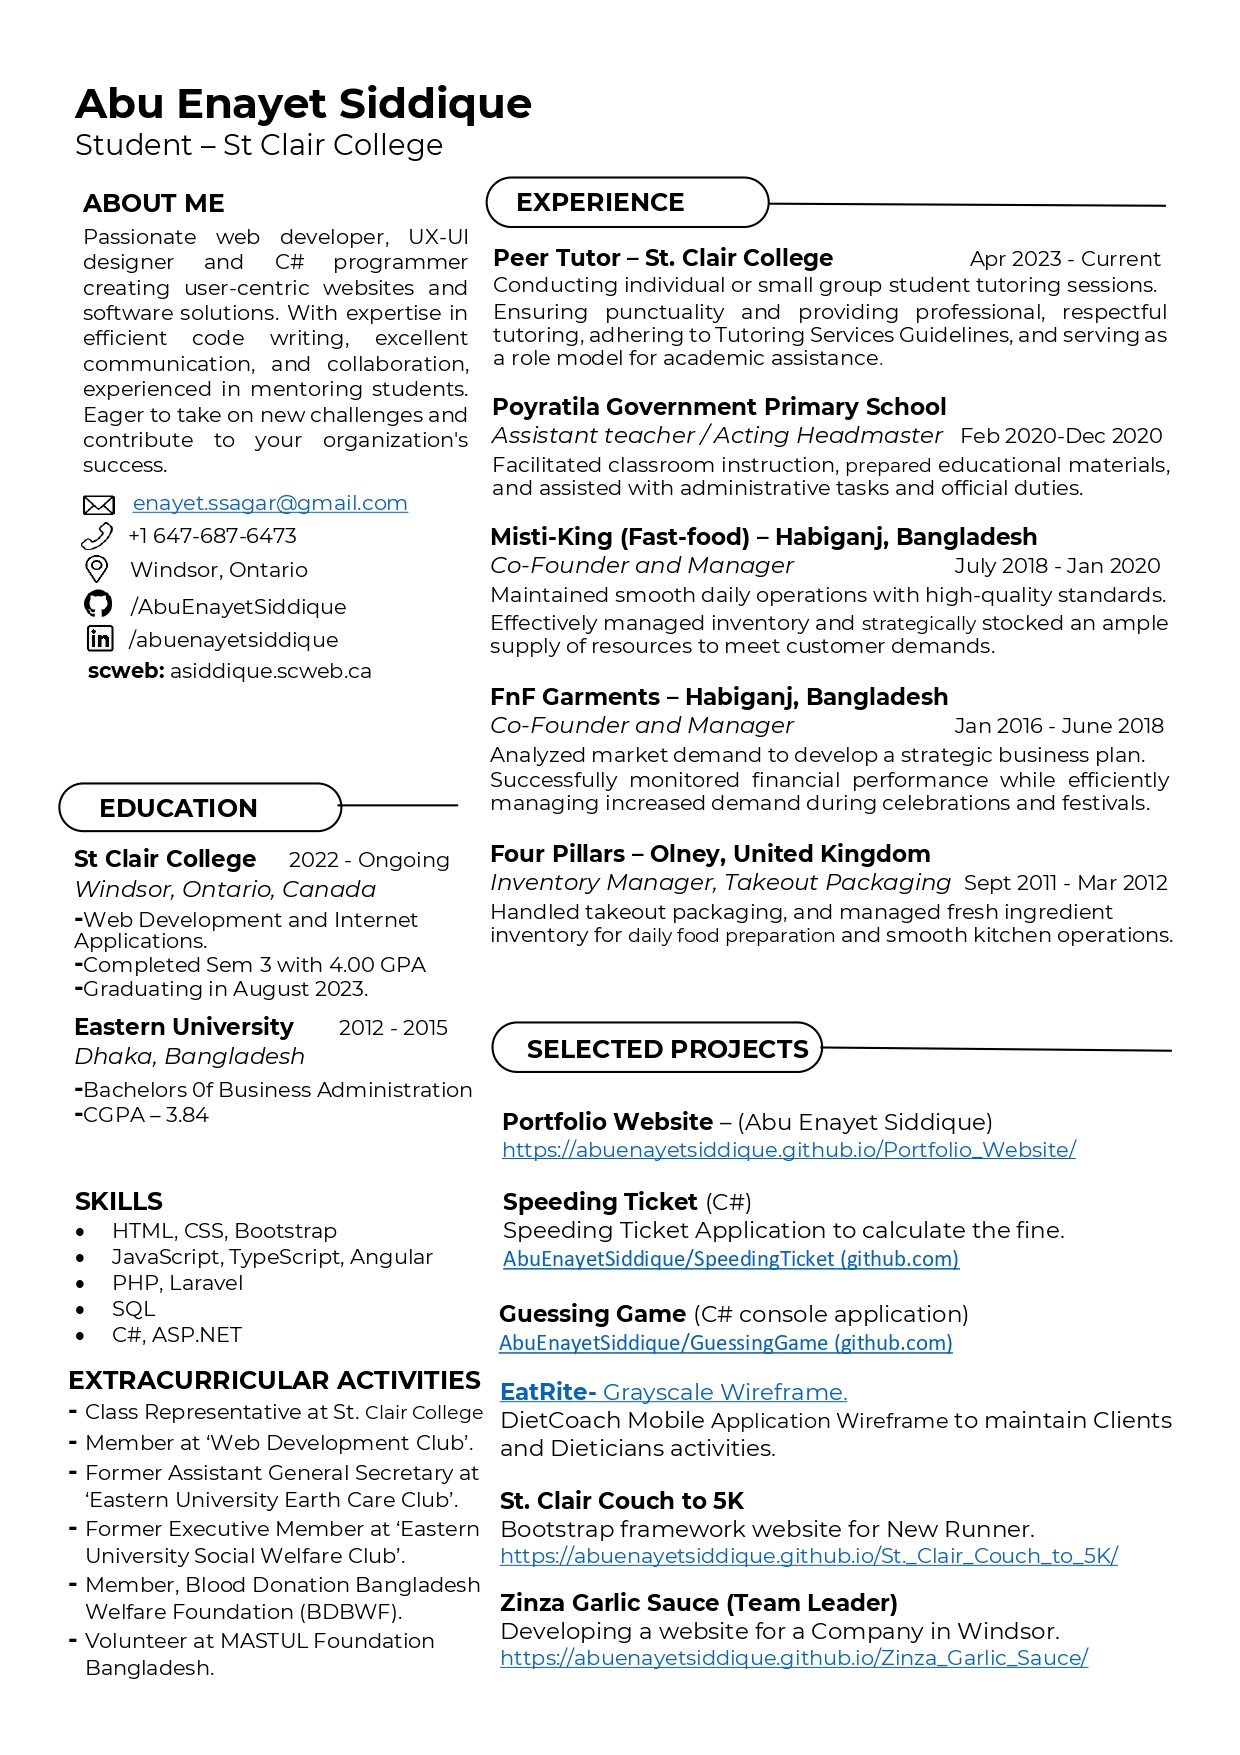 Abu Enayet Siddique
Student – St Clair College
ABOUT ME
Passionate web developer, UX-UI
designer and C# programmer
creating user-centric websites and
software solutions. With expertise in
efficient code writing, excellent
communication, and collaboration,
experienced in mentoring students.
Eager to take on new challenges and
contribute to your organization's
success.
enayet.ssagar@gmail.com
+1 647-687-6473
Windsor, Ontario
/AbuEnayetSiddique
/abuenayetsiddique
scweb: asiddique.scweb.ca
EDUCATION
St Clair College 2022 - Ongoing
Windsor, Ontario, Canada
-Web Development and Internet
Applications.
-Completed Sem 3 with 4.00 GPA
-Graduating in August 2023.
Eastern University 2012 - 2015
Dhaka, Bangladesh
-Bachelors 0f Business Administration
-CGPA – 3.84
SKILLS
• HTML, CSS, Bootstrap
• JavaScript, TypeScript, Angular
• PHP, Laravel
• SQL
• C#, ASP.NET
EXTRACURRICULAR ACTIVITIES
- Class Representative at St. Clair College
- Member at ‘Web Development Club’.
- Former Assistant General Secretary at
‘Eastern University Earth Care Club’.
- Former Executive Member at ‘Eastern
University Social Welfare Club’.
- Member, Blood Donation Bangladesh
Welfare Foundation (BDBWF).
- Volunteer at MASTUL Foundation
Bangladesh.
EXPERIENCE
Peer Tutor – St. Clair College Apr 2023 - Current
Conducting individual or small group student tutoring sessions.
Ensuring punctuality and providing professional, respectful
tutoring, adhering to Tutoring Services Guidelines, and serving as
a role model for academic assistance.
Poyratila Government Primary School
Assistant teacher / Acting Headmaster Feb 2020-Dec 2020
Facilitated classroom instruction, prepared educational materials,
and assisted with administrative tasks and official duties.
Misti-King (Fast-food) – Habiganj, Bangladesh
Co-Founder and Manager July 2018 - Jan 2020
Maintained smooth daily operations with high-quality standards.
Effectively managed inventory and strategically stocked an ample
supply of resources to meet customer demands.
FnF Garments – Habiganj, Bangladesh
Co-Founder and Manager Jan 2016 - June 2018
Analyzed market demand to develop a strategic business plan.
Successfully monitored financial performance while efficiently
managing increased demand during celebrations and festivals.
Four Pillars – Olney, United Kingdom
Inventory Manager, Takeout Packaging Sept 2011 - Mar 2012
Handled takeout packaging, and managed fresh ingredient
inventory for daily food preparation and smooth kitchen operations.
SELECTED PROJECTS
Portfolio Website – (Abu Enayet Siddique)
https://abuenayetsiddique.github.io/Portfolio_Website/
Speeding Ticket (C#)
Speeding Ticket Application to calculate the fine.
AbuEnayetSiddique/SpeedingTicket (github.com)
Guessing Game (C# console application)
AbuEnayetSiddique/GuessingGame (github.com)
EatRite- Grayscale Wireframe.
DietCoach Mobile Application Wireframe to maintain Clients
and Dieticians activities.
St. Clair Couch to 5K
Bootstrap framework website for New Runner.
https://abuenayetsiddique.github.io/St._Clair_Couch_to_5K/
Zinza Garlic Sauce (Team Leader)
Developing a website for a Company in Windsor.
https://abuenayetsiddique.github.io/Zinza_Garlic_Sauce/